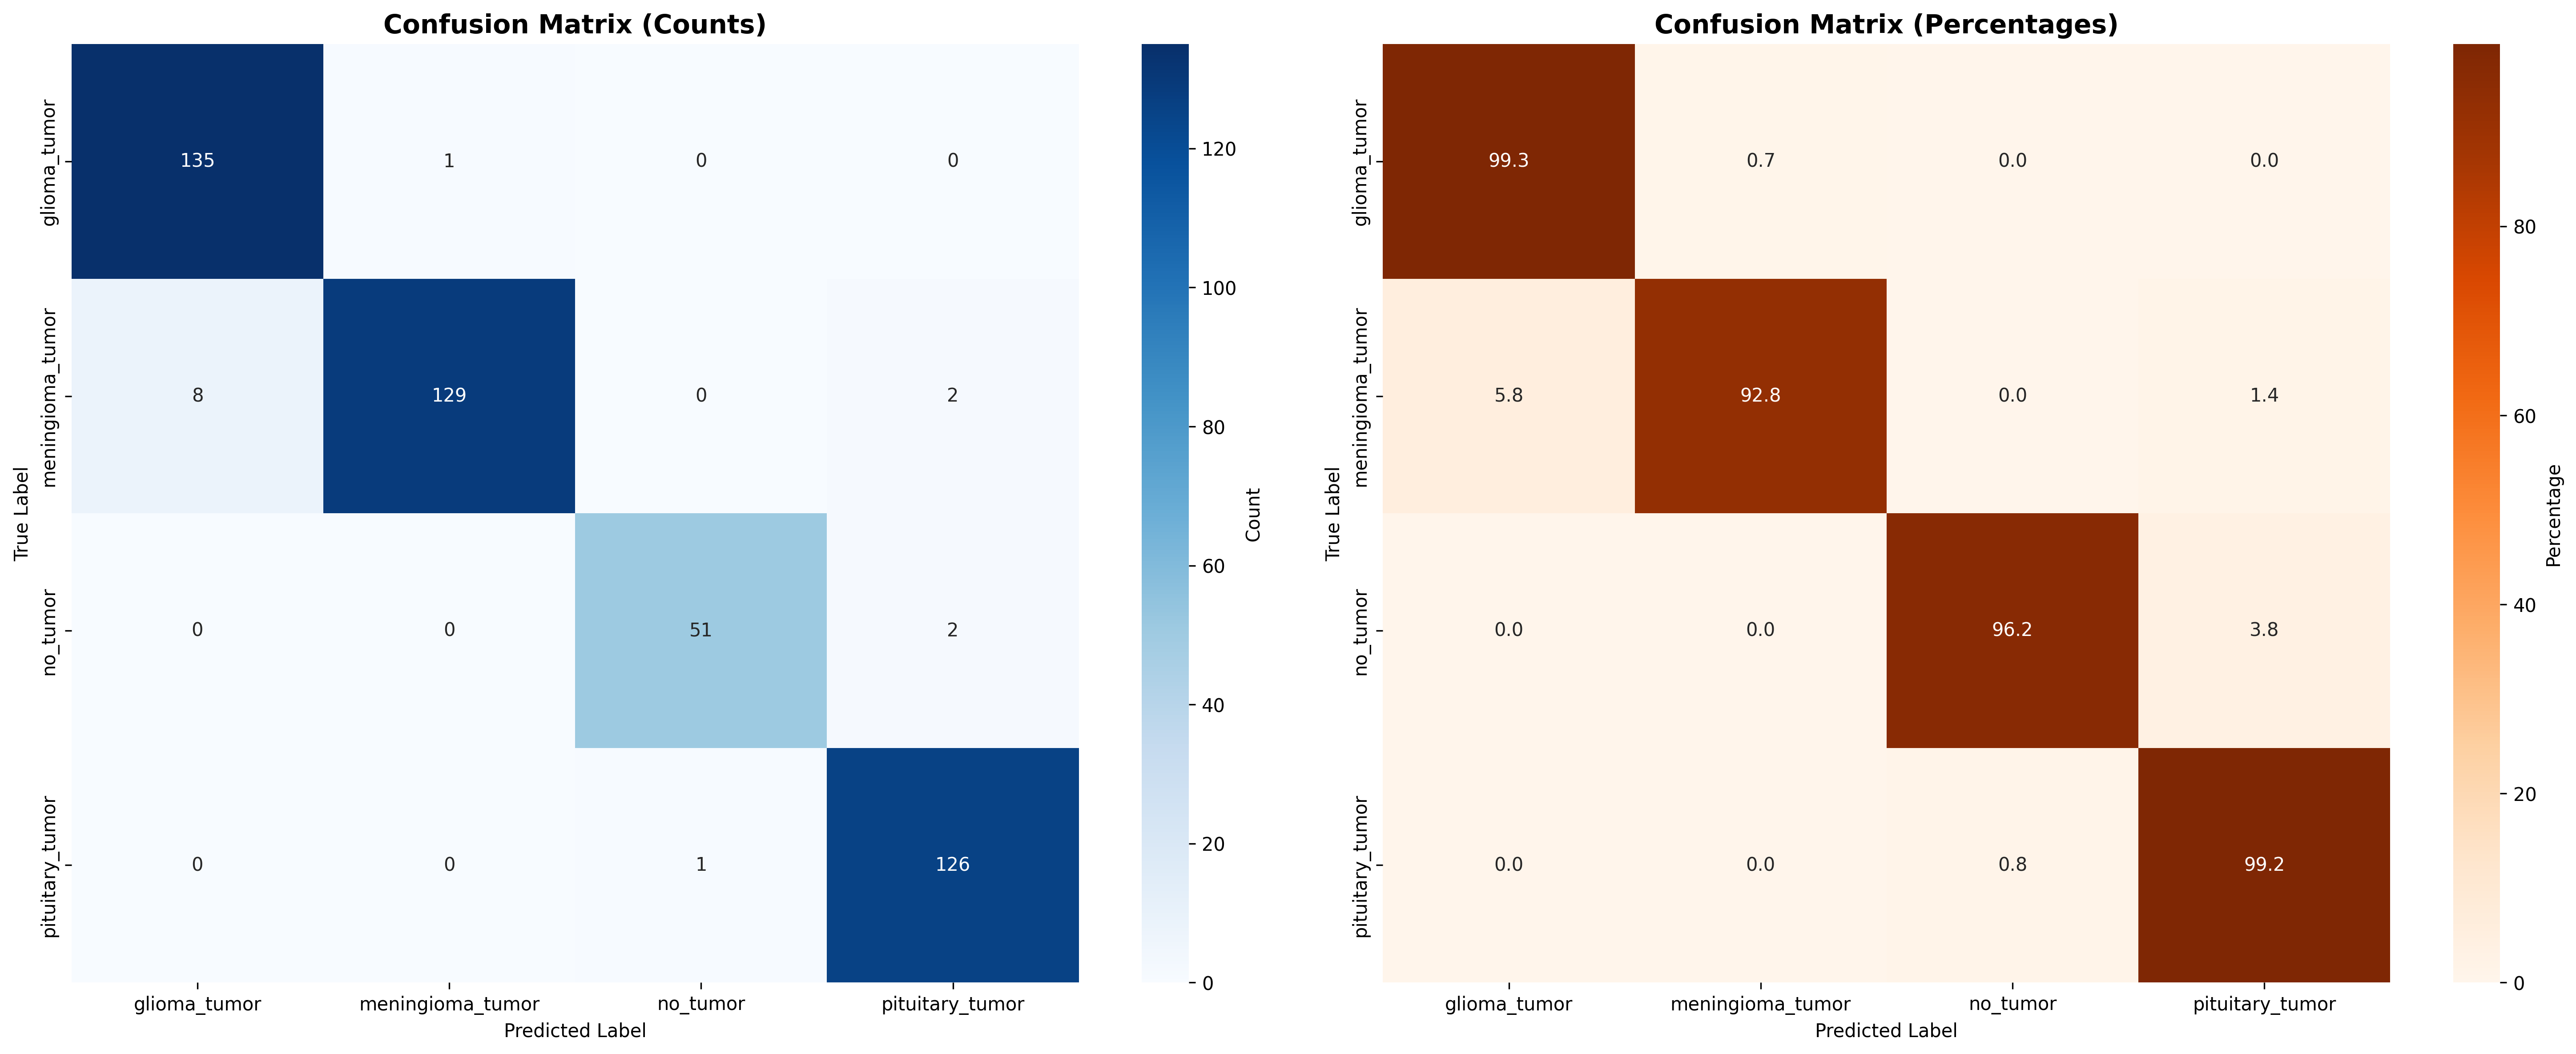 Confusion Matrix (Counts)
True Label
glioma_tumor
135 1 0 0
meningioma_tumor
8 129 0 2
no_tumor
0 0 51 2
pituitary_tumor
0 0 1 126
glioma_tumor meningioma_tumor no_tumor pituitary_tumor
Predicted Label
120
100
80
60
40
20
0
Count
Confusion Matrix (Percentages)
True Label
glioma_tumor
99.3 0.7 0.0 0.0
meningioma_tumor
5.8 92.8 0.0 1.4
no_tumor
0.0 0.0 96.2 3.8
pituitary_tumor
0.0 0.0 0.8 99.2
glioma_tumor meningioma_tumor no_tumor pituitary_tumor
Predicted Label
80
60
40
20
0
Percentage